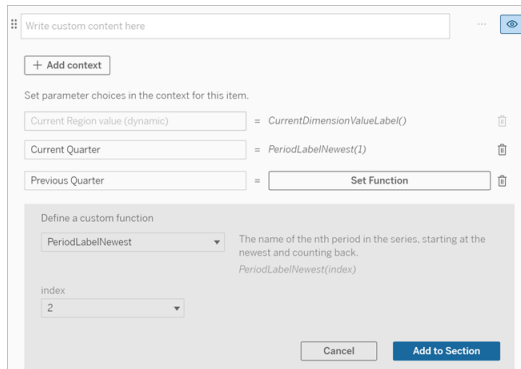 Write custom content here
+ Add context
Set parameter choices in the context for this item.
Current Region value (dynamic) = CurrentDimensionValueLabel()
Current Quarter = PeriodLabelNewest(1)
Previous Quarter = Set Function
Define a custom function
PeriodLabelNewest
The name of the nth period in the series, starting at the
newest and counting back.
PeriodLabelNewest(index)
index
2
Cancel Add to Section